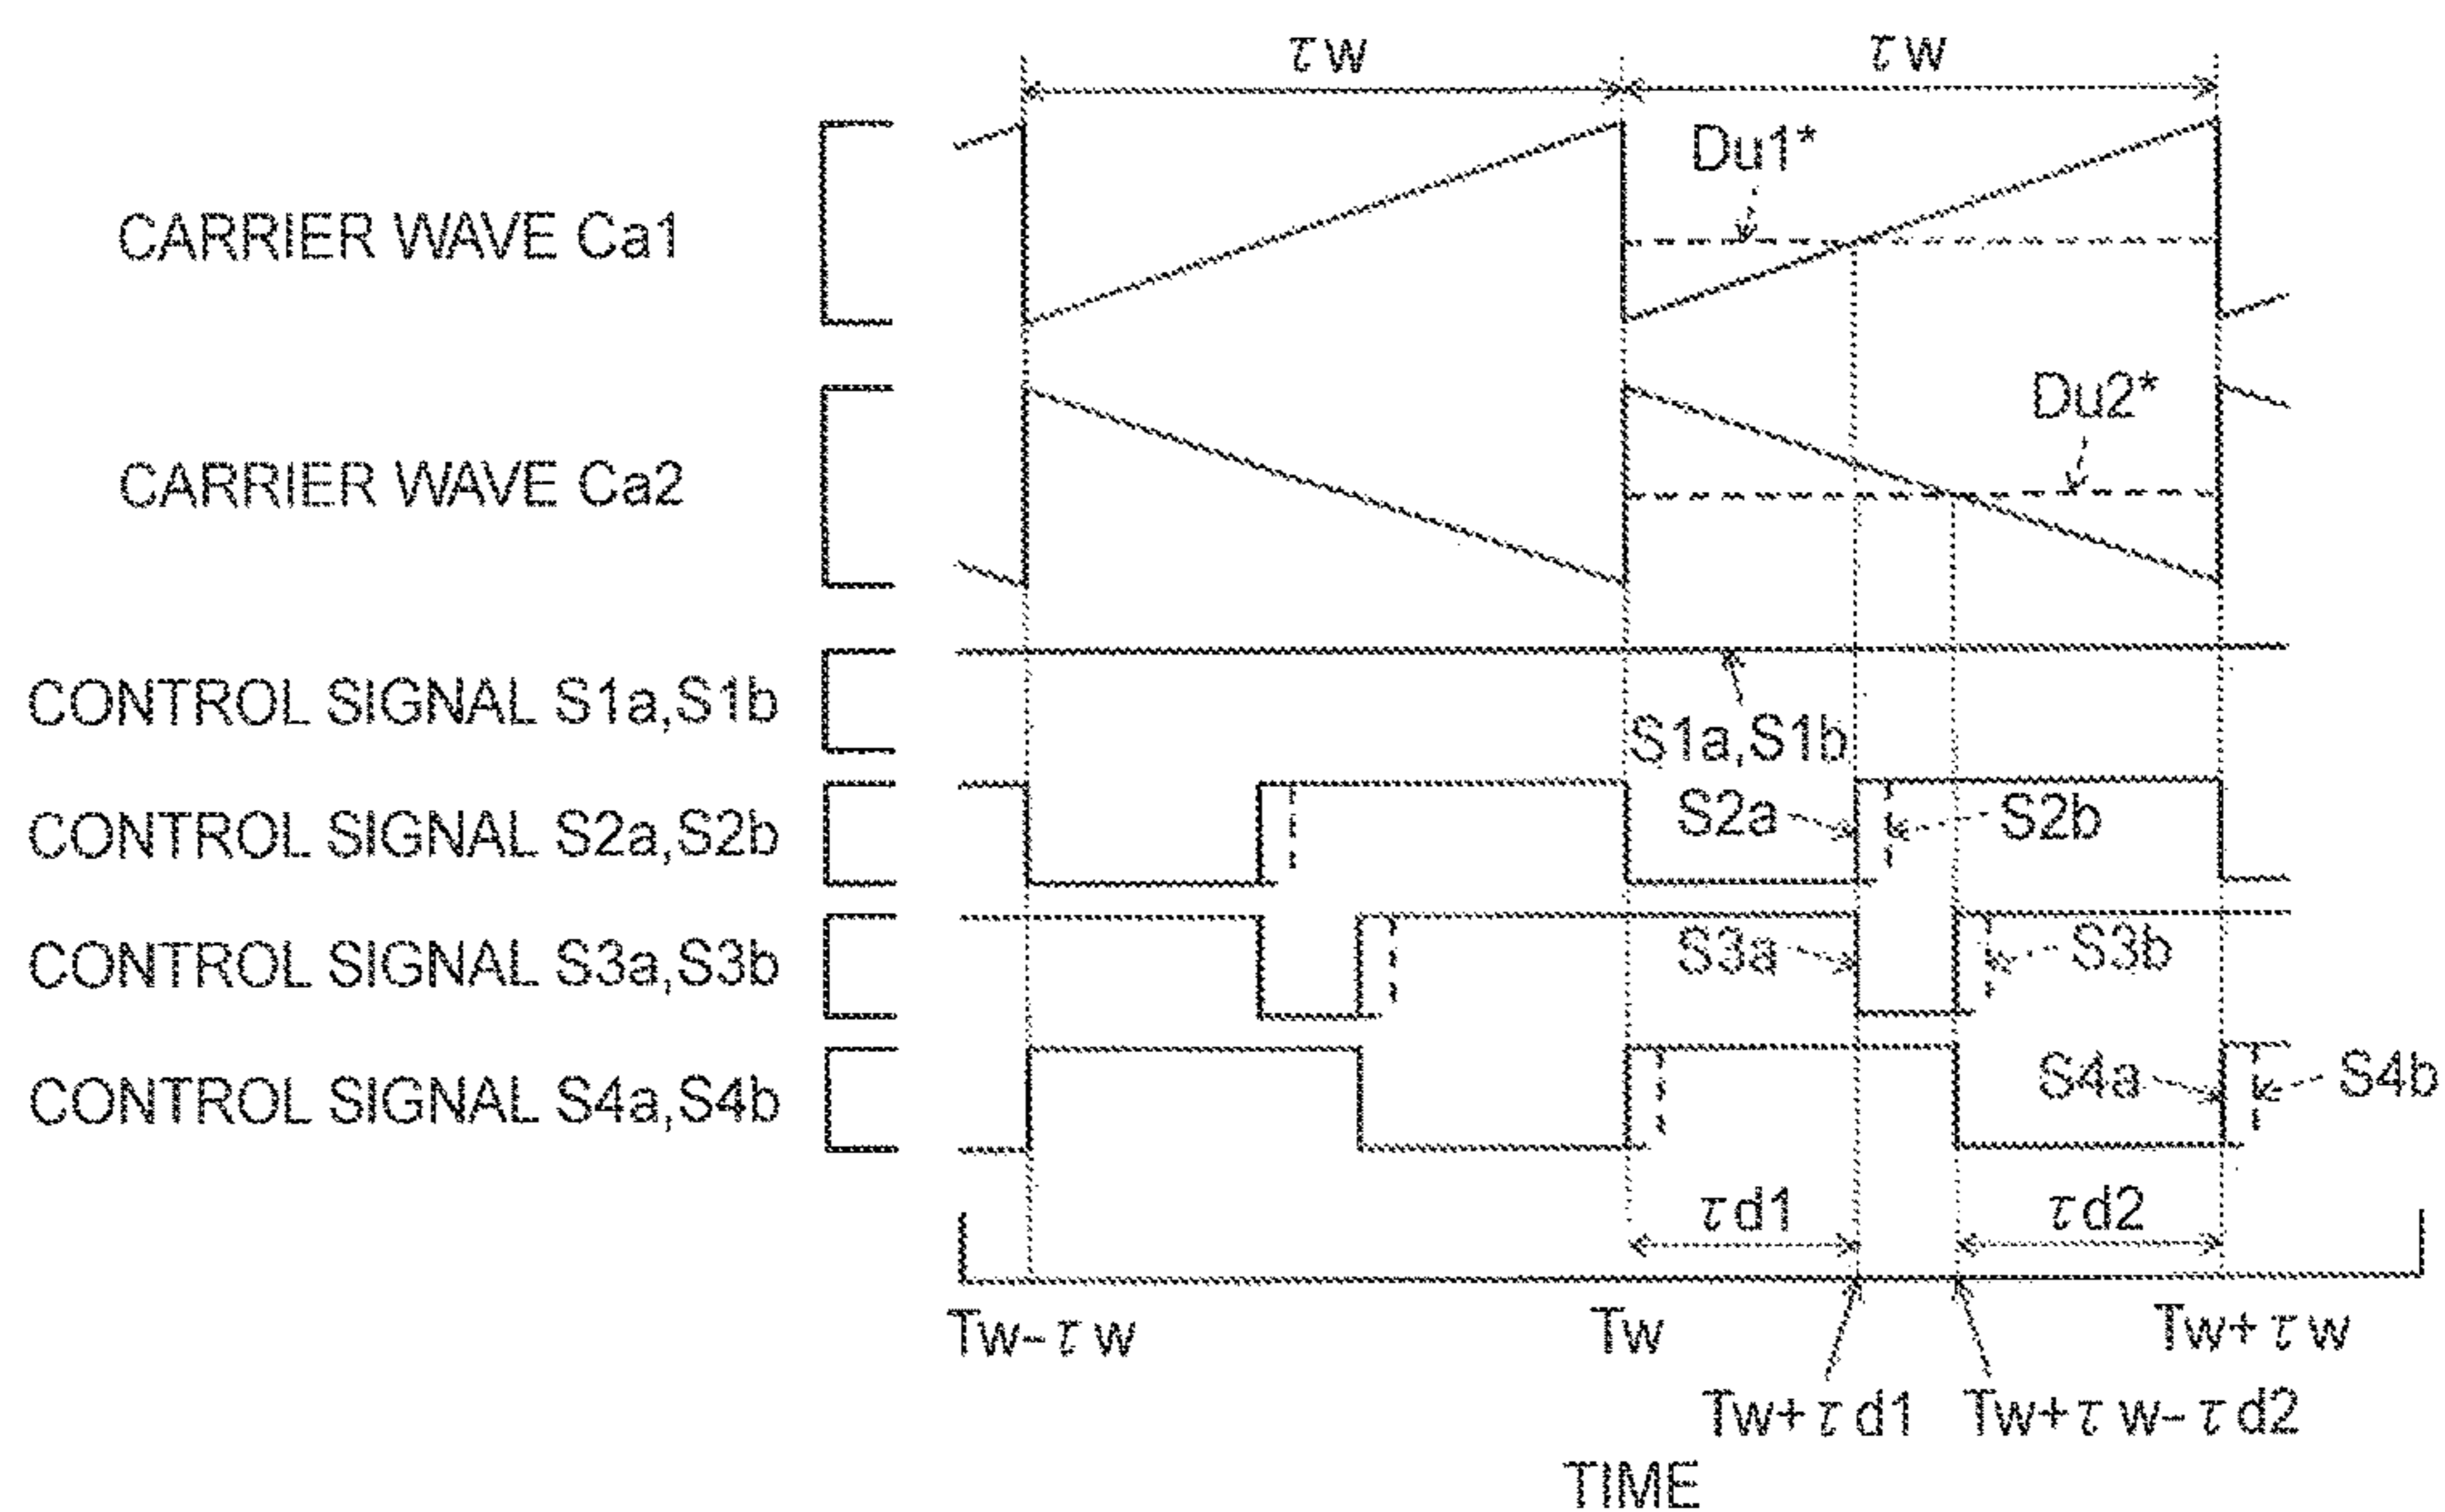 τw τw
Du1*
CARRIER WAVE Ca1
Du2*
CARRIER WAVE Ca2
CONTROL SIGNAL S1a,S1b
S1a,S1b
CONTROL SIGNAL S2a,S2b
S2a S2b
CONTROL SIGNAL S3a,S3b
S3a S3b
CONTROL SIGNAL S4a,S4b
S4a S4b
τd1 τd2
Tw-τw Tw Tw+τw
Tw+τd1 Tw+τw-τd2
TIME